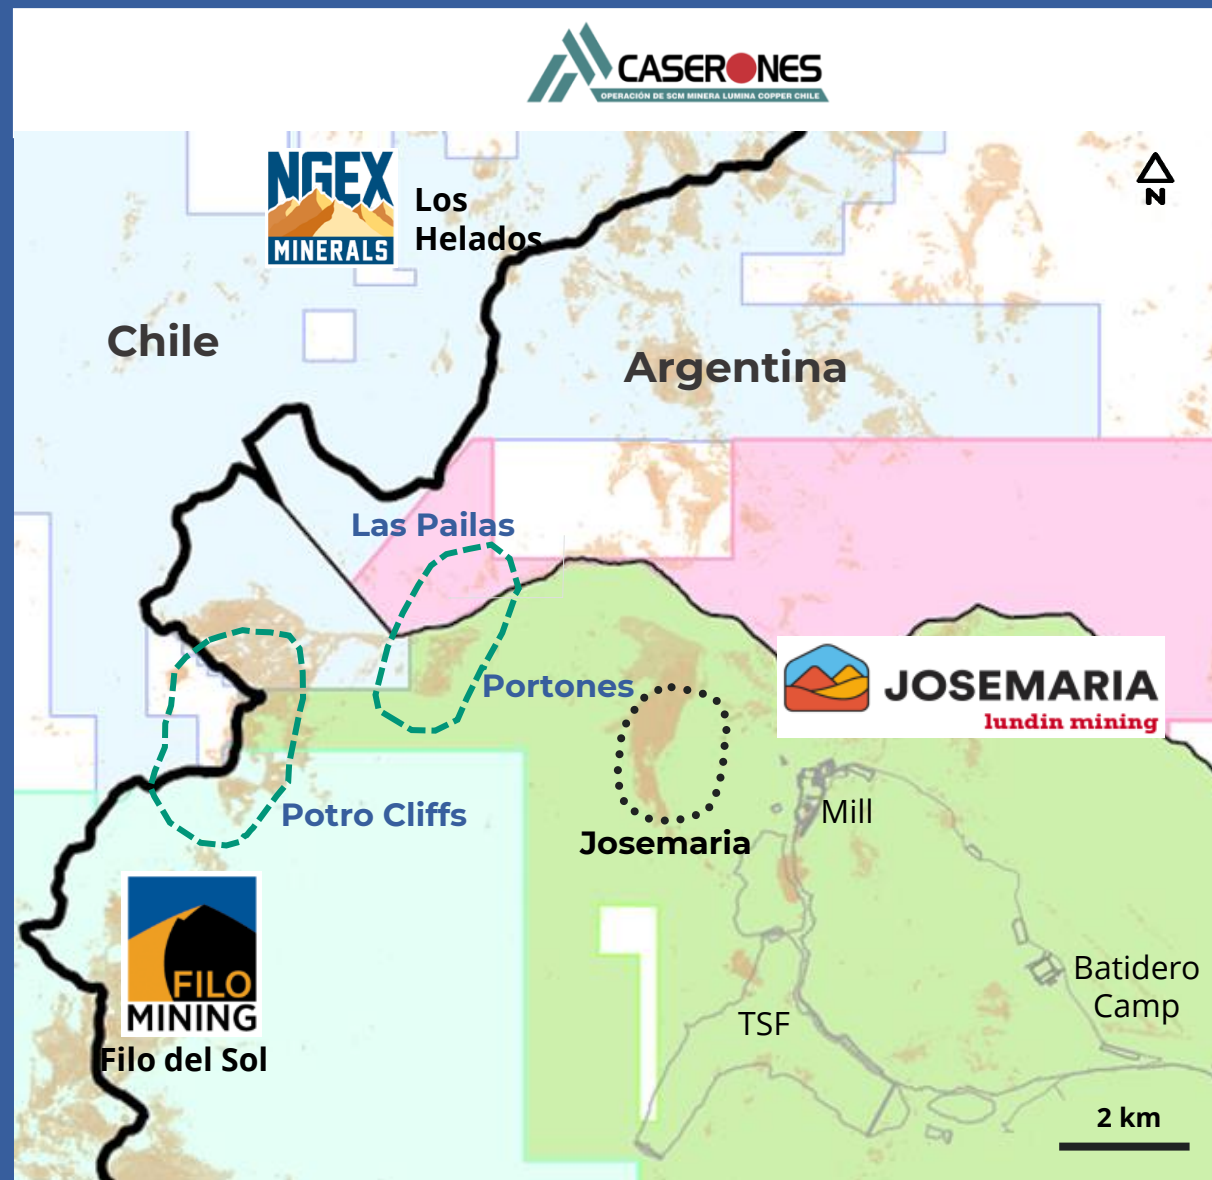 CASERONES
OPERACIÓN DE SCM MINERA LUMINA COPPER CHILE
NGEX
MINERALS
Los
Helados
N
Chile
Argentina
Las Pailas
Portones
JOSEMARIA
lundin mining
Potro Cliffs
Mill
Josemaria
FILO
MINING
Filo del Sol
Batidero
Camp
TSF
2 km